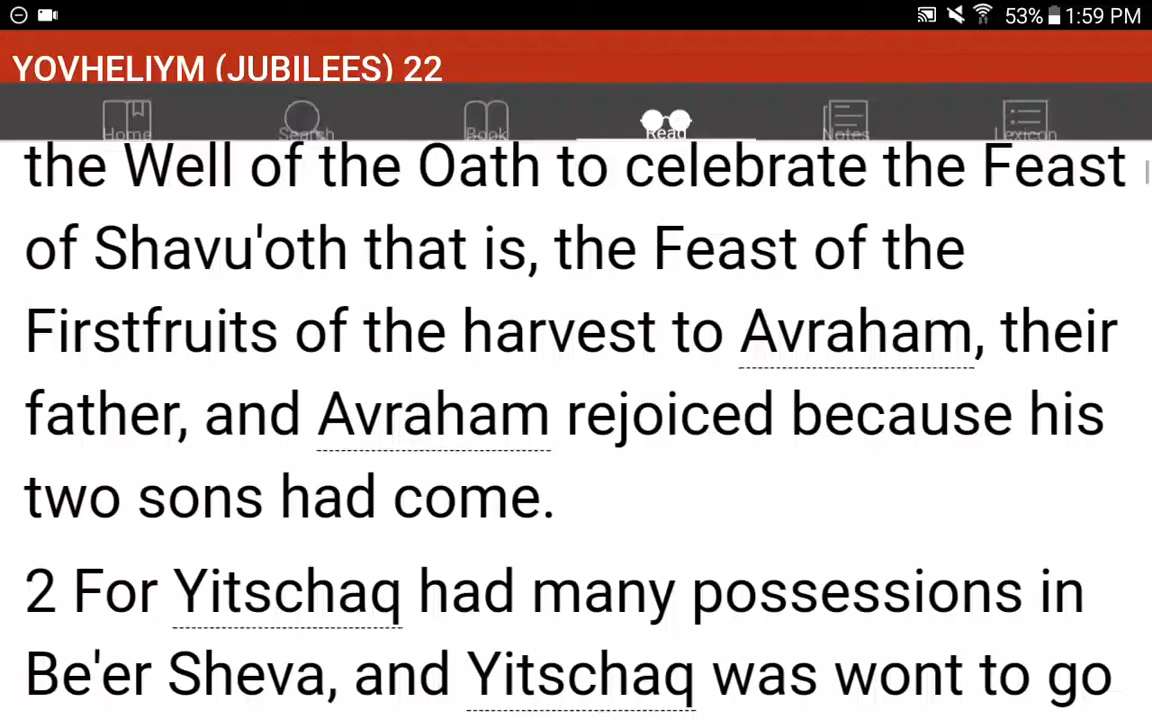 53% 1:59 PM
YOVHELIYM (JUBILEES) 22
Home Search Book Read Notes Lexicon
the Well of the Oath to celebrate the Feast
of Shavu'oth that is, the Feast of the
Firstfruits of the harvest to Avraham, their
father, and Avraham rejoiced because his
two sons had come.
2 For Yitschaq had many possessions in
Be'er Sheva, and Yitschaq was wont to go